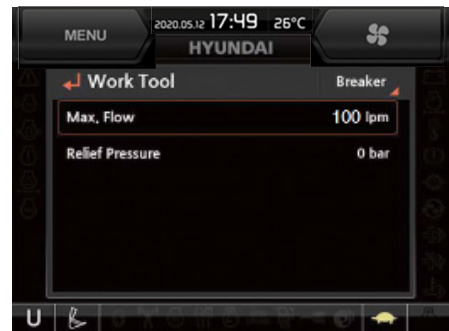 MENU
2020.05.12 17:49 26°C
HYUNDAI
Work Tool
Breaker
Max. Flow 100 lpm
Relief Pressure 0 bar
U